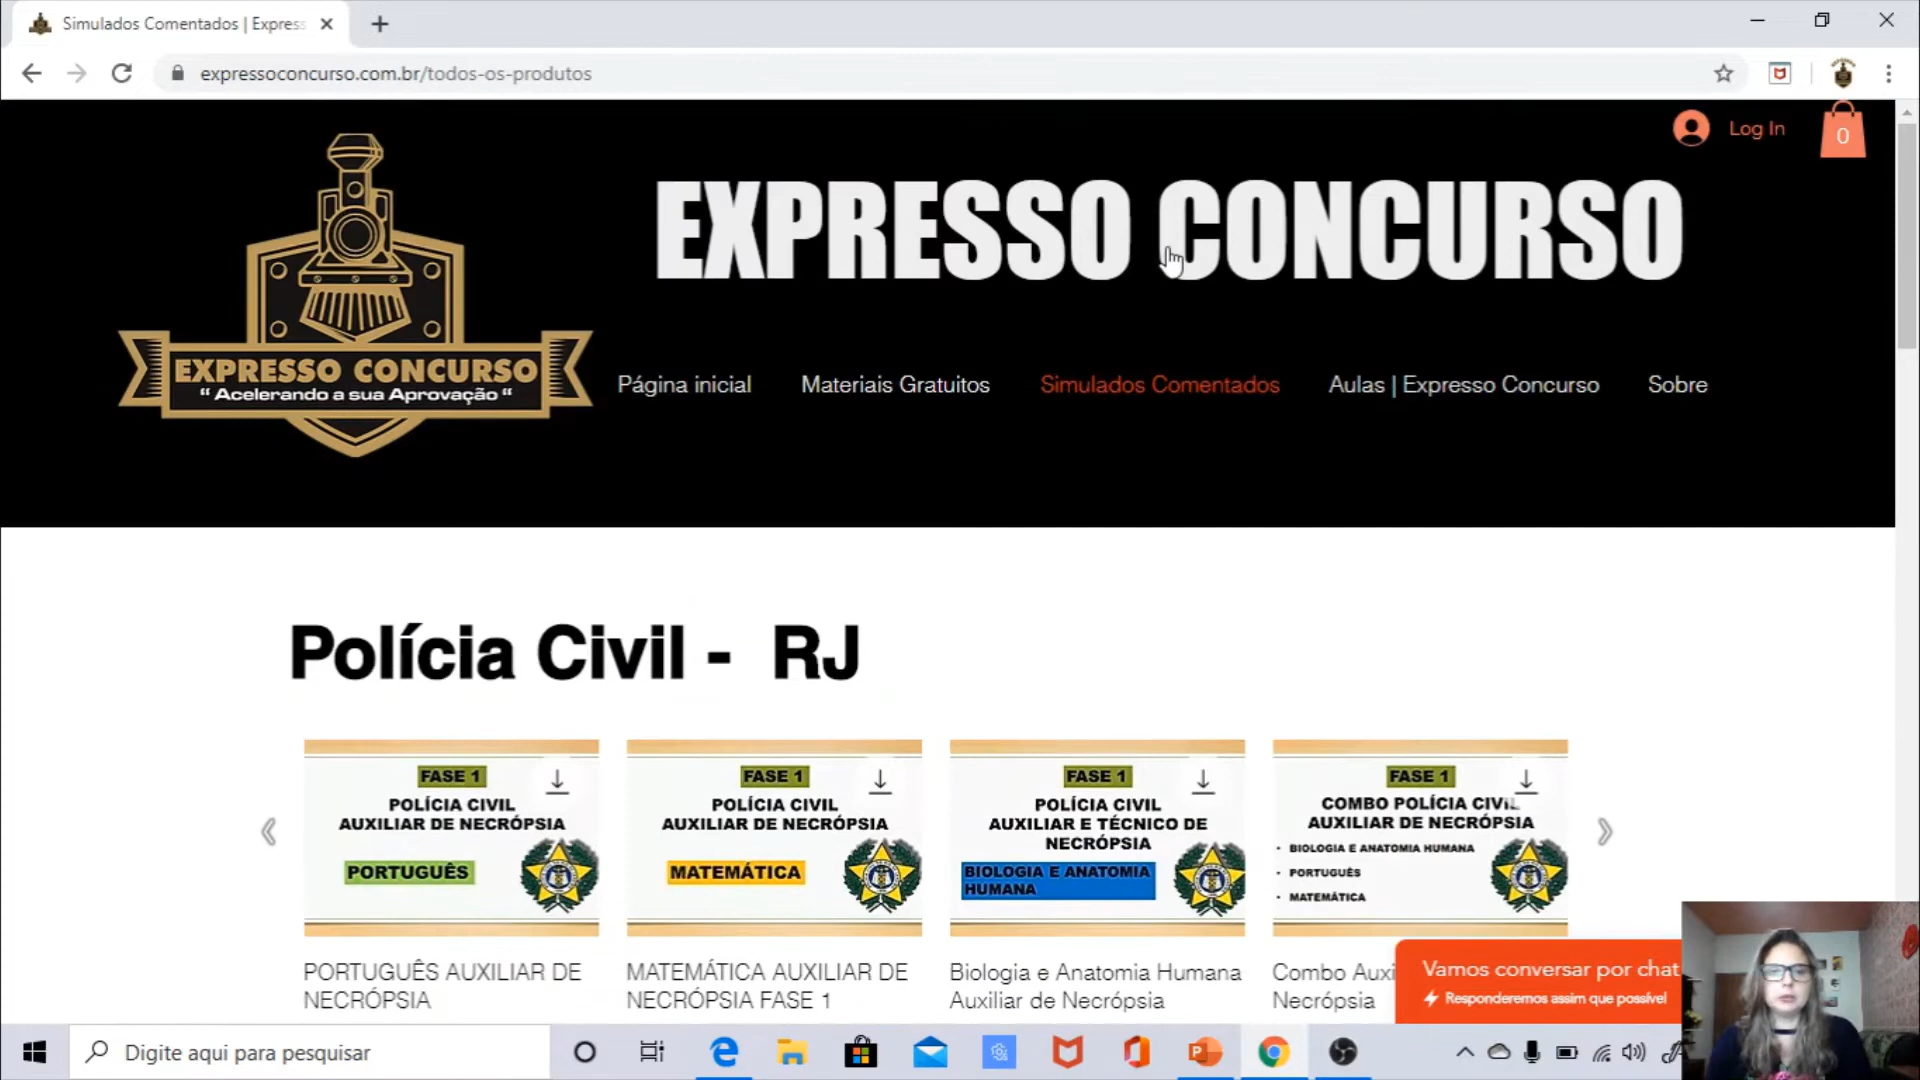 Simulados Comentados | Express
expressoconcurso.com.br/todos-os-produtos
Log In
0
EXPRESSO CONCURSO
EXPRESSO CONCURSO
“ Acelerando a sua Aprovação “
Página inicial
Materiais Gratuitos
Simulados Comentados
Aulas | Expresso Concurso
Sobre
Polícia Civil - RJ
FASE 1
POLÍCIA CIVIL
AUXILIAR DE NECRÓPSIA
PORTUGUÊS
FASE 1
POLÍCIA CIVIL
AUXILIAR DE NECRÓPSIA
MATEMÁTICA
FASE 1
POLÍCIA CIVIL
AUXILIAR E TÉCNICO DE
NECRÓPSIA
BIOLOGIA E ANATOMIA
HUMANA
FASE 1
COMBO POLÍCIA CIVIL
AUXILIAR DE NECRÓPSIA
• BIOLOGIA E ANATOMIA HUMANA
• PORTUGUÊS
• MATEMÁTICA
PORTUGUÊS AUXILIAR DE
NECRÓPSIA
MATEMÁTICA AUXILIAR DE
NECRÓPSIA FASE 1
Biologia e Anatomia Humana
Auxiliar de Necrópsia
Combo Auxi
Necrópsia
Vamos conversar por chat
Responderemos assim que possível
Digite aqui para pesquisar